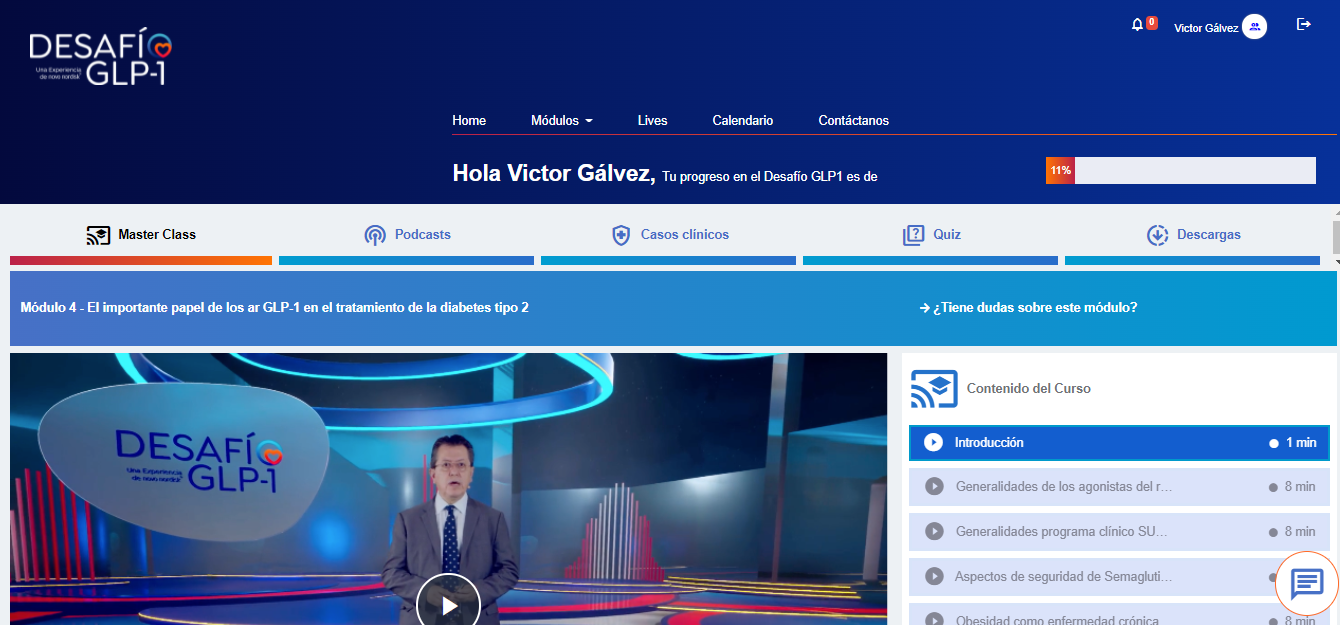 DESAFÍO
Una Experiencia
de novo nordisk
GLP-1
0
Victor Gálvez
Home
Módulos
Lives
Calendario
Contáctanos
Hola Victor Gálvez, Tu progreso en el Desafío GLP1 es de
11%
Master Class
Podcasts
Casos clínicos
Quiz
Descargas
Módulo 4 - El importante papel de los ar GLP-1 en el tratamiento de la diabetes tipo 2
→ ¿Tiene dudas sobre este módulo?
DESAFÍO
Una Experiencia
de novo nordisk
GLP-1
Contenido del Curso
Introducción
1 min
Generalidades de los agonistas del r...
8 min
Generalidades programa clínico SU...
8 min
Aspectos de seguridad de Semagluti...
Obesidad como enfermedad crónica
8 min